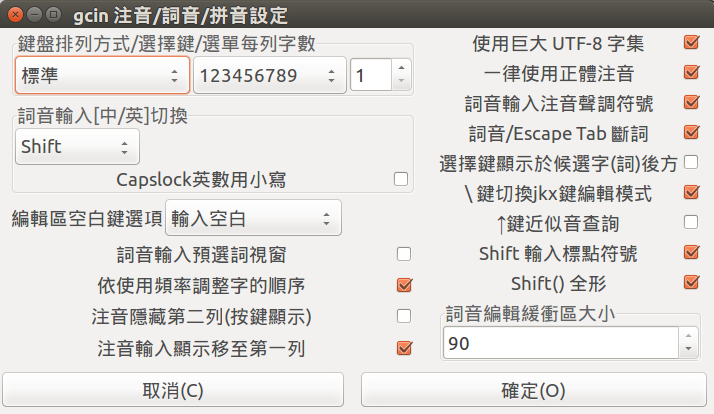 gcin 注音/詞音/拼音設定
鍵盤排列方式/選擇鍵/選單每列字數
標準
123456789
1
詞音輸入[中/英]切換
Shift
Capslock英數用小寫
編輯區空白鍵選項
輸入空白
詞音輸入預選詞視窗
依使用頻率調整字的順序
注音隱藏第二列(按鍵顯示)
注音輸入顯示移至第一列
使用巨大 UTF-8 字集
一律使用正體注音
詞音輸入注音聲調符號
詞音/Escape Tab 斷詞
選擇鍵顯示於候選字(詞)後方
\ 鍵切換jkx鍵編輯模式
↑鍵近似音查詢
Shift 輸入標點符號
Shift() 全形
詞音編輯緩衝區大小
90
取消(C)
確定(O)